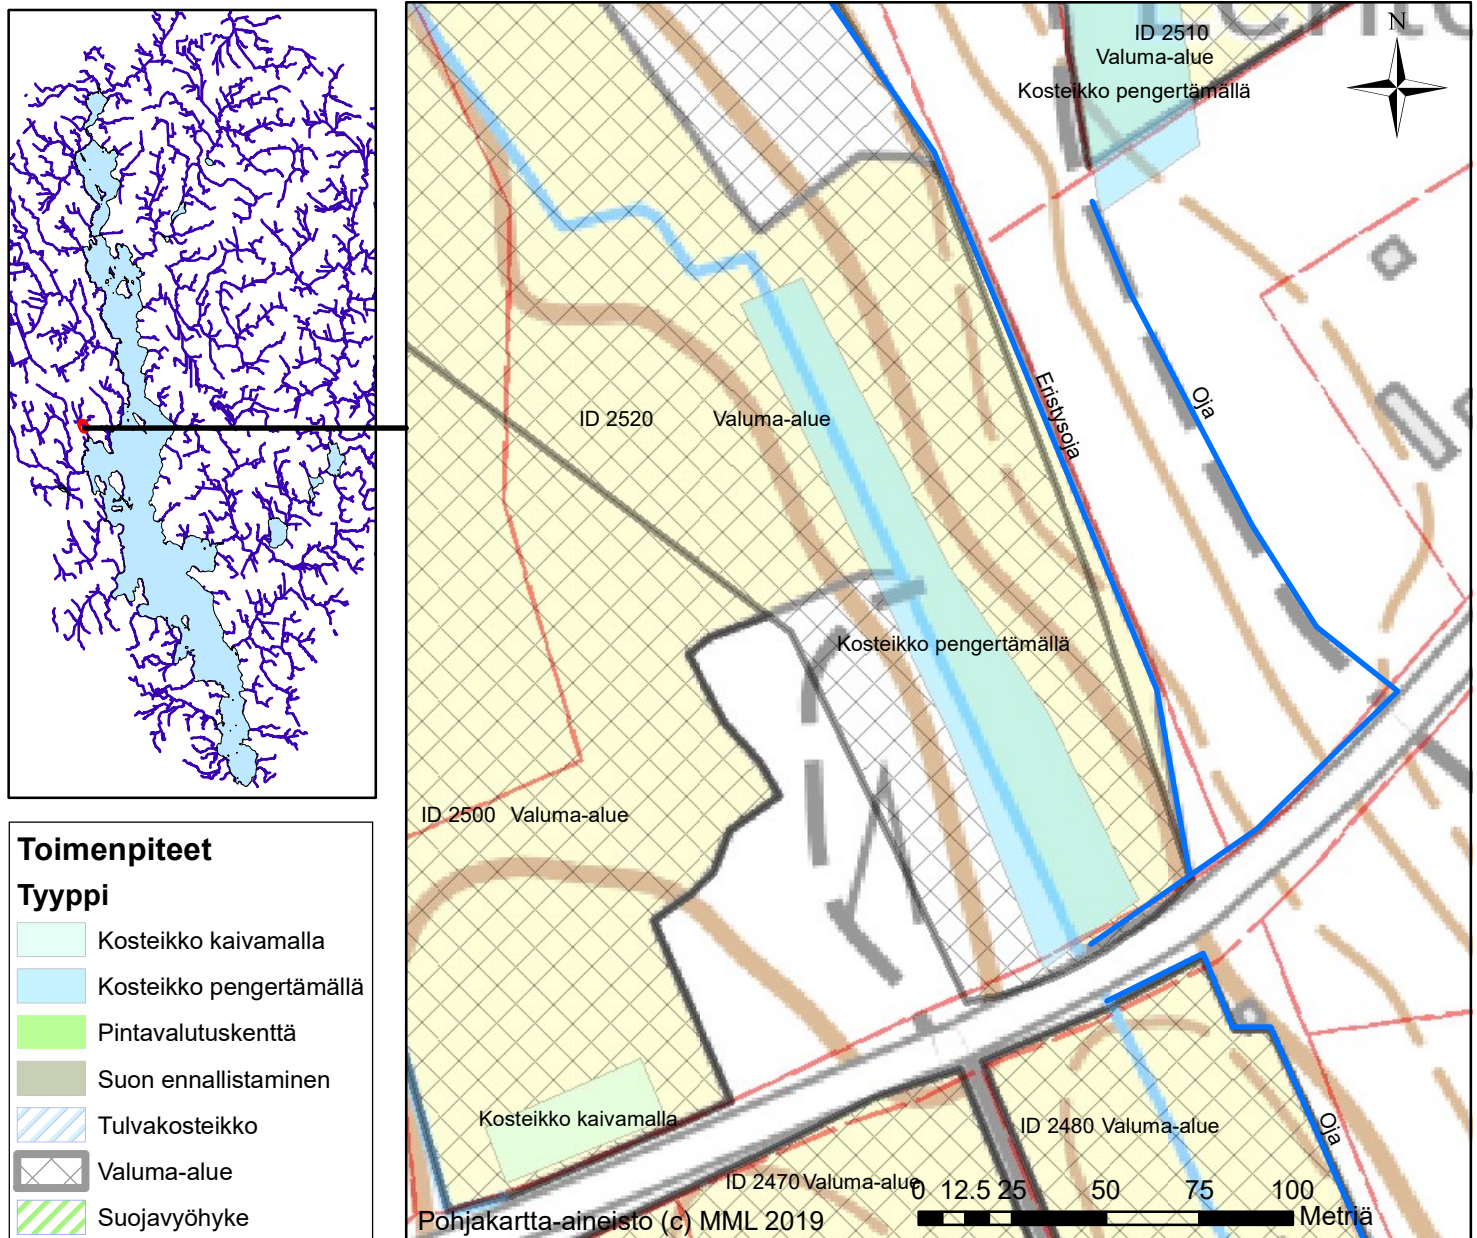 ID 2510
Valuma-alue
Kosteikko pengertämällä
N
Eristysoja
Oja
ID 2520 Valuma-alue
Kosteikko pengertämällä
ID 2500 Valuma-alue
Kosteikko kaivamalla
ID 2480 Valuma-alue
Oja
ID 2470 Valuma-alue
0 12.5 25 50 75 100
Metriä
Pohjakartta-aineisto (c) MML 2019
Toimenpiteet
Tyyppi
Kosteikko kaivamalla
Kosteikko pengertämällä
Pintavalutuskenttä
Suon ennallistaminen
Tulvakosteikko
Valuma-alue
Suojavyöhyke